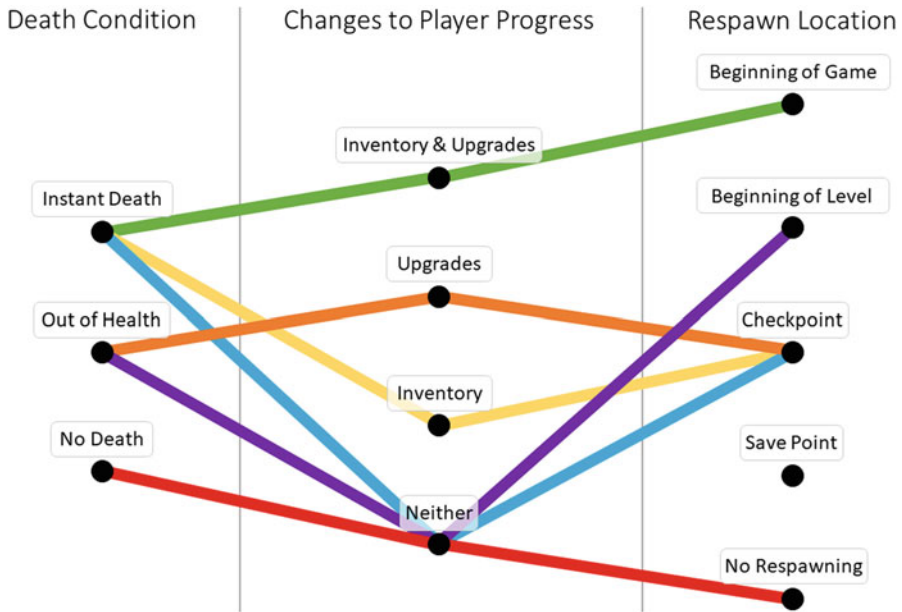 Death Condition
Changes to Player Progress
Respawn Location
Beginning of Game
Inventory & Upgrades
Instant Death
Beginning of Level
Upgrades
Out of Health
Checkpoint
Inventory
No Death
Save Point
Neither
No Respawning